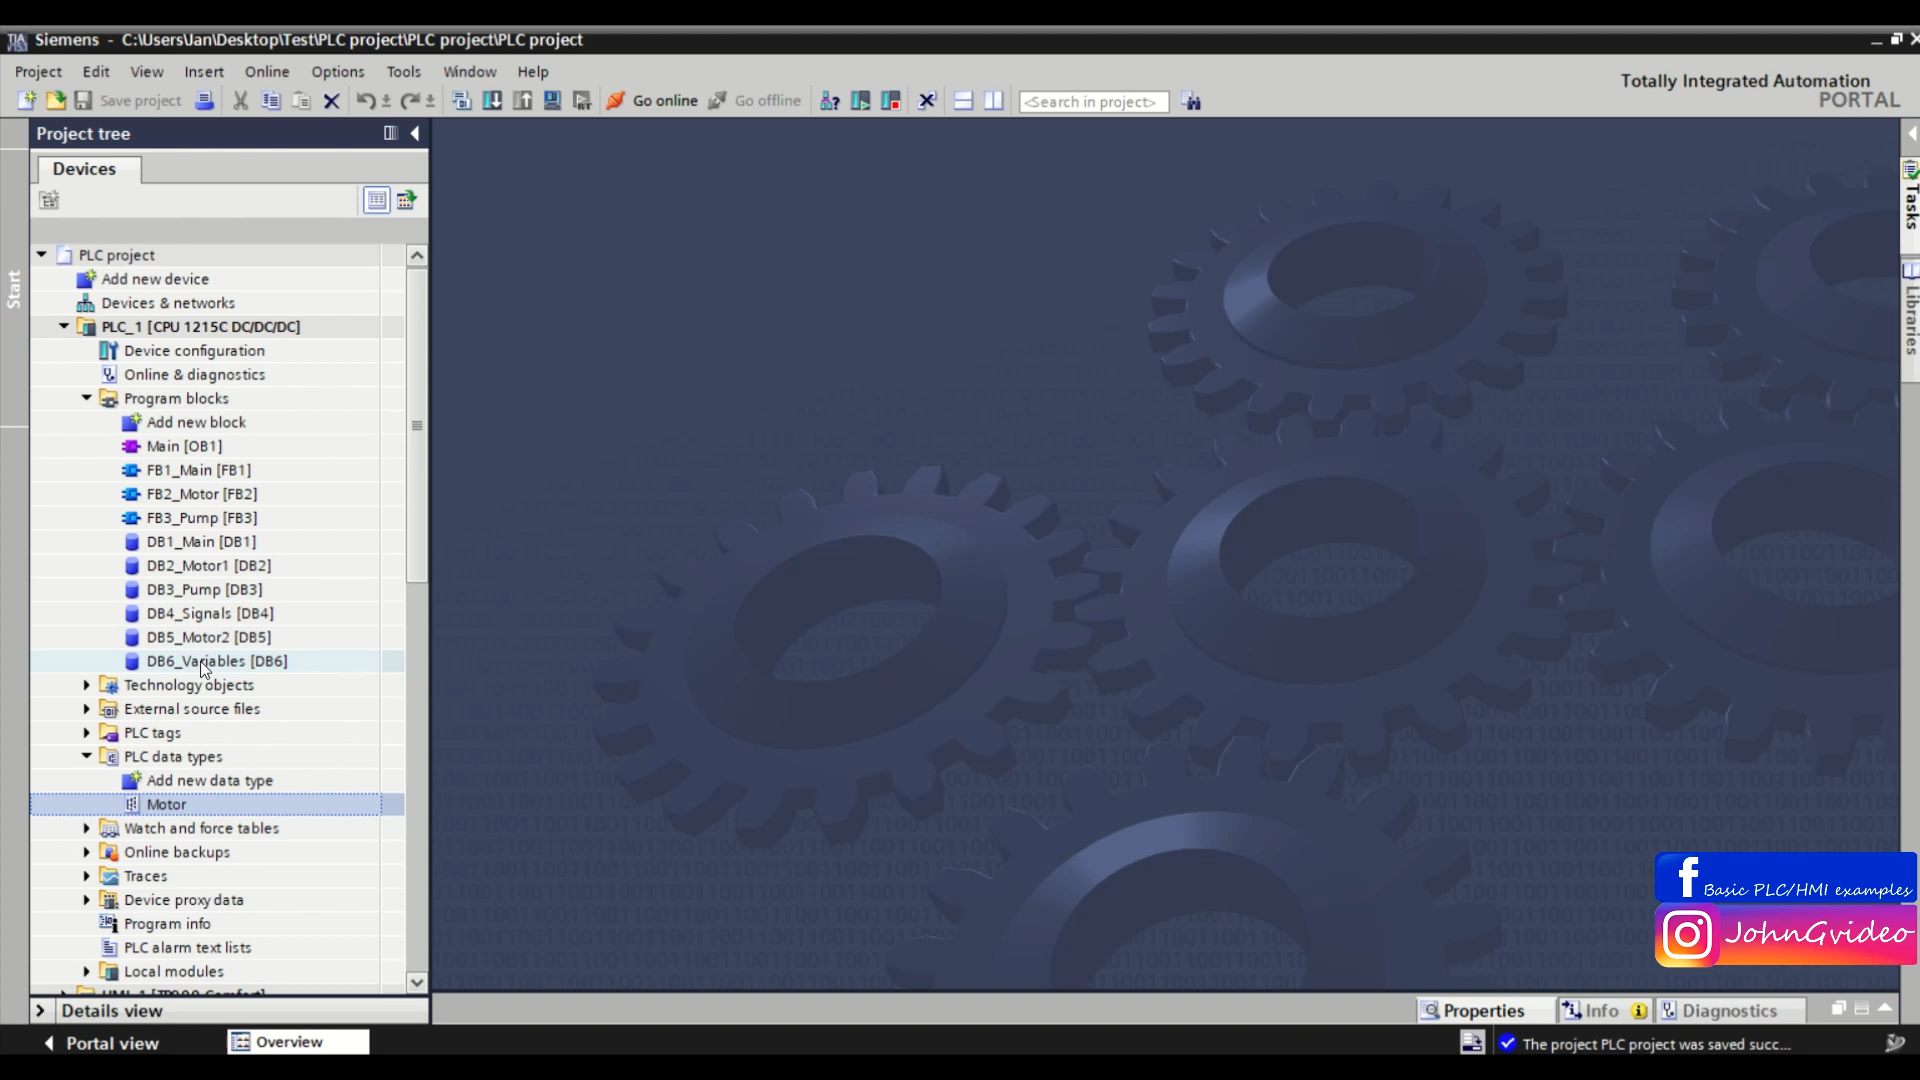 Siemens - C:\Users\Jan\Desktop\Test\PLC project\PLC project\PLC project
Project Edit View Insert Online Options Tools Window Help
Totally Integrated Automation
PORTAL
Save project Go online Go offline <Search in project>
Project tree
Devices
Start
Tasks
Libraries
PLC project
Add new device
Devices & networks
PLC_1 [CPU 1215C DC/DC/DC]
Device configuration
Online & diagnostics
Program blocks
Add new block
Main [OB1]
FB1_Main [FB1]
FB2_Motor [FB2]
FB3_Pump [FB3]
DB1_Main [DB1]
DB2_Motor1 [DB2]
DB3_Pump [DB3]
DB4_Signals [DB4]
DB5_Motor2 [DB5]
DB6_Variables [DB6]
Technology objects
External source files
PLC tags
PLC data types
Add new data type
Motor
Watch and force tables
Online backups
Traces
Device proxy data
Program info
PLC alarm text lists
Local modules
Details view
Basic PLC/HMI examples
JohnGvideo
Properties Info Diagnostics
Portal view Overview
The project PLC project was saved succ...